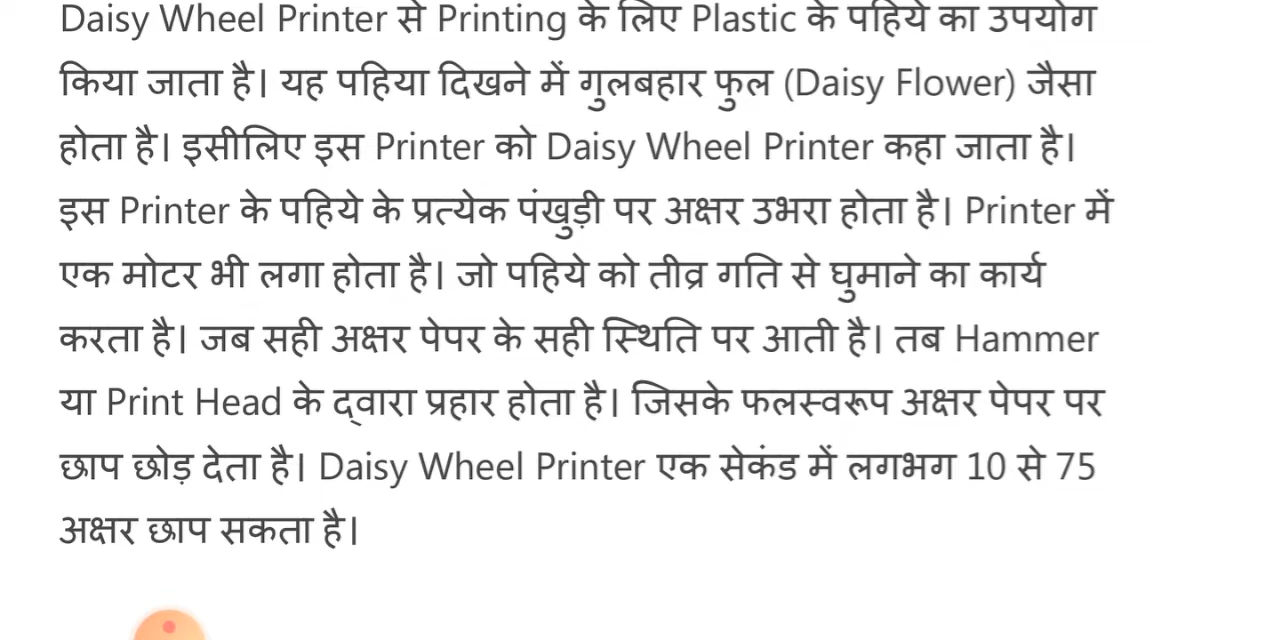 Daisy Wheel Printer से Printing के लिए Plastic के पहिये का उपयोग
किया जाता है। यह पहिया दिखने में गुलबहार फुल (Daisy Flower) जैसा
होता है। इसीलिए इस Printer को Daisy Wheel Printer कहा जाता है।
इस Printer के पहिये के प्रत्येक पंखुड़ी पर अक्षर उभरा होता है। Printer में
एक मोटर भी लगा होता है। जो पहिये को तीव्र गति से घुमाने का कार्य
करता है। जब सही अक्षर पेपर के सही स्थिति पर आती है। तब Hammer
या Print Head के द्‌वारा प्रहार होता है। जिसके फलस्वरूप अक्षर पेपर पर
छाप छोड़ देता है। Daisy Wheel Printer एक सेकंड में लगभग 10 से 75
अक्षर छाप सकता है।